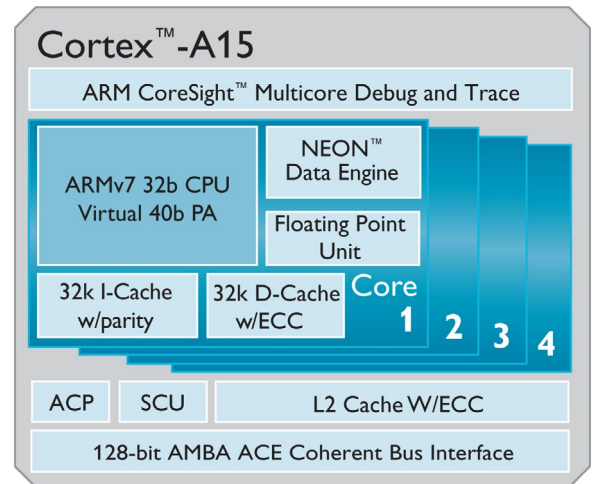 Cortex™-A15
ARM CoreSight™ Multicore Debug and Trace
ARMv7 32b CPU
Virtual 40b PA
NEON™
Data Engine
Floating Point
Unit
32k I-Cache
w/parity
32k D-Cache
w/ECC
Core
1
2
3
4
ACP
SCU
L2 Cache W/ECC
128-bit AMBA ACE Coherent Bus Interface